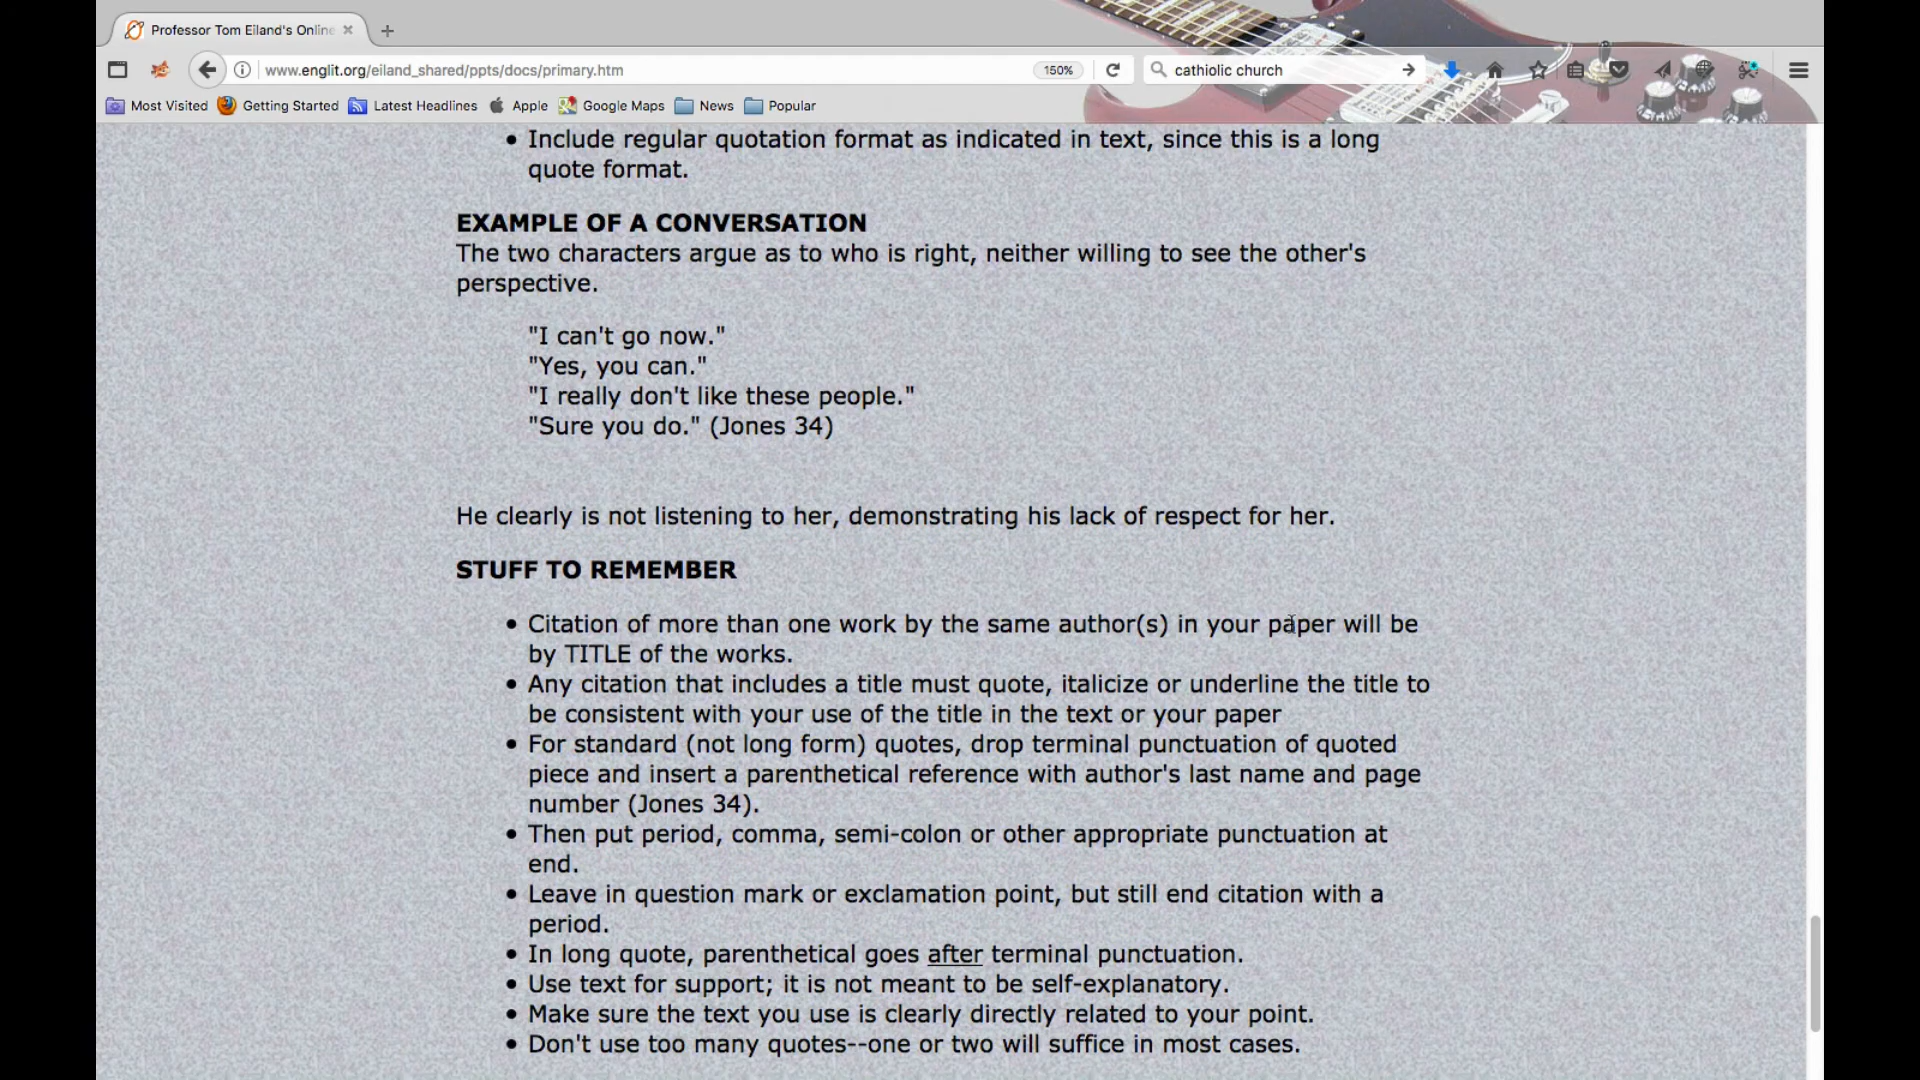 Professor Tom Eiland's Online
www.englit.org/eiland_shared/ppts/docs/primary.htm
150%
cathiolic church
Most Visited
Getting Started
Latest Headlines
Apple
Google Maps
News
Popular
• Include regular quotation format as indicated in text, since this is a long
quote format.
EXAMPLE OF A CONVERSATION
The two characters argue as to who is right, neither willing to see the other's
perspective.
"I can't go now."
"Yes, you can."
"I really don't like these people."
"Sure you do." (Jones 34)
He clearly is not listening to her, demonstrating his lack of respect for her.
STUFF TO REMEMBER
• Citation of more than one work by the same author(s) in your paper will be
by TITLE of the works.
• Any citation that includes a title must quote, italicize or underline the title to
be consistent with your use of the title in the text or your paper
• For standard (not long form) quotes, drop terminal punctuation of quoted
piece and insert a parenthetical reference with author's last name and page
number (Jones 34).
• Then put period, comma, semi-colon or other appropriate punctuation at
end.
• Leave in question mark or exclamation point, but still end citation with a
period.
• In long quote, parenthetical goes after terminal punctuation.
• Use text for support; it is not meant to be self-explanatory.
• Make sure the text you use is clearly directly related to your point.
• Don't use too many quotes--one or two will suffice in most cases.